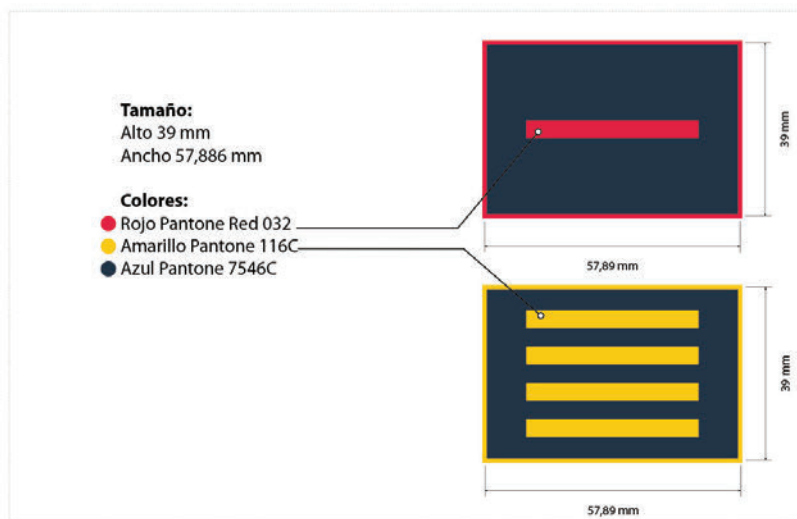 Tamaño:
Alto 39 mm
Ancho 57,886 mm
Colores:
Rojo Pantone Red 032
Amarillo Pantone 116C
Azul Pantone 7546C
39 mm
57,89 mm
39 mm
57,89 mm